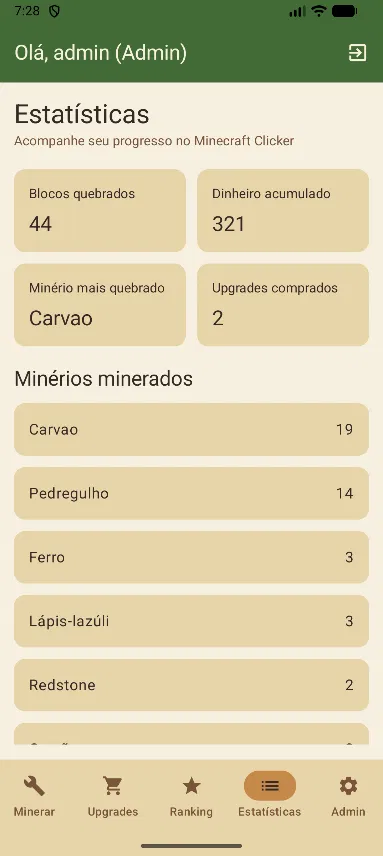 7:28
Olá, admin (Admin)
Estatísticas
Acompanhe seu progresso no Minecraft Clicker
Blocos quebrados
44
Dinheiro acumulado
321
Minério mais quebrado
Carvao
Upgrades comprados
2
Minérios minerados
Carvao 19
Pedregulho 14
Ferro 3
Lápis-lazúli 3
Redstone 2
Minerar
Upgrades
Ranking
Estatísticas
Admin